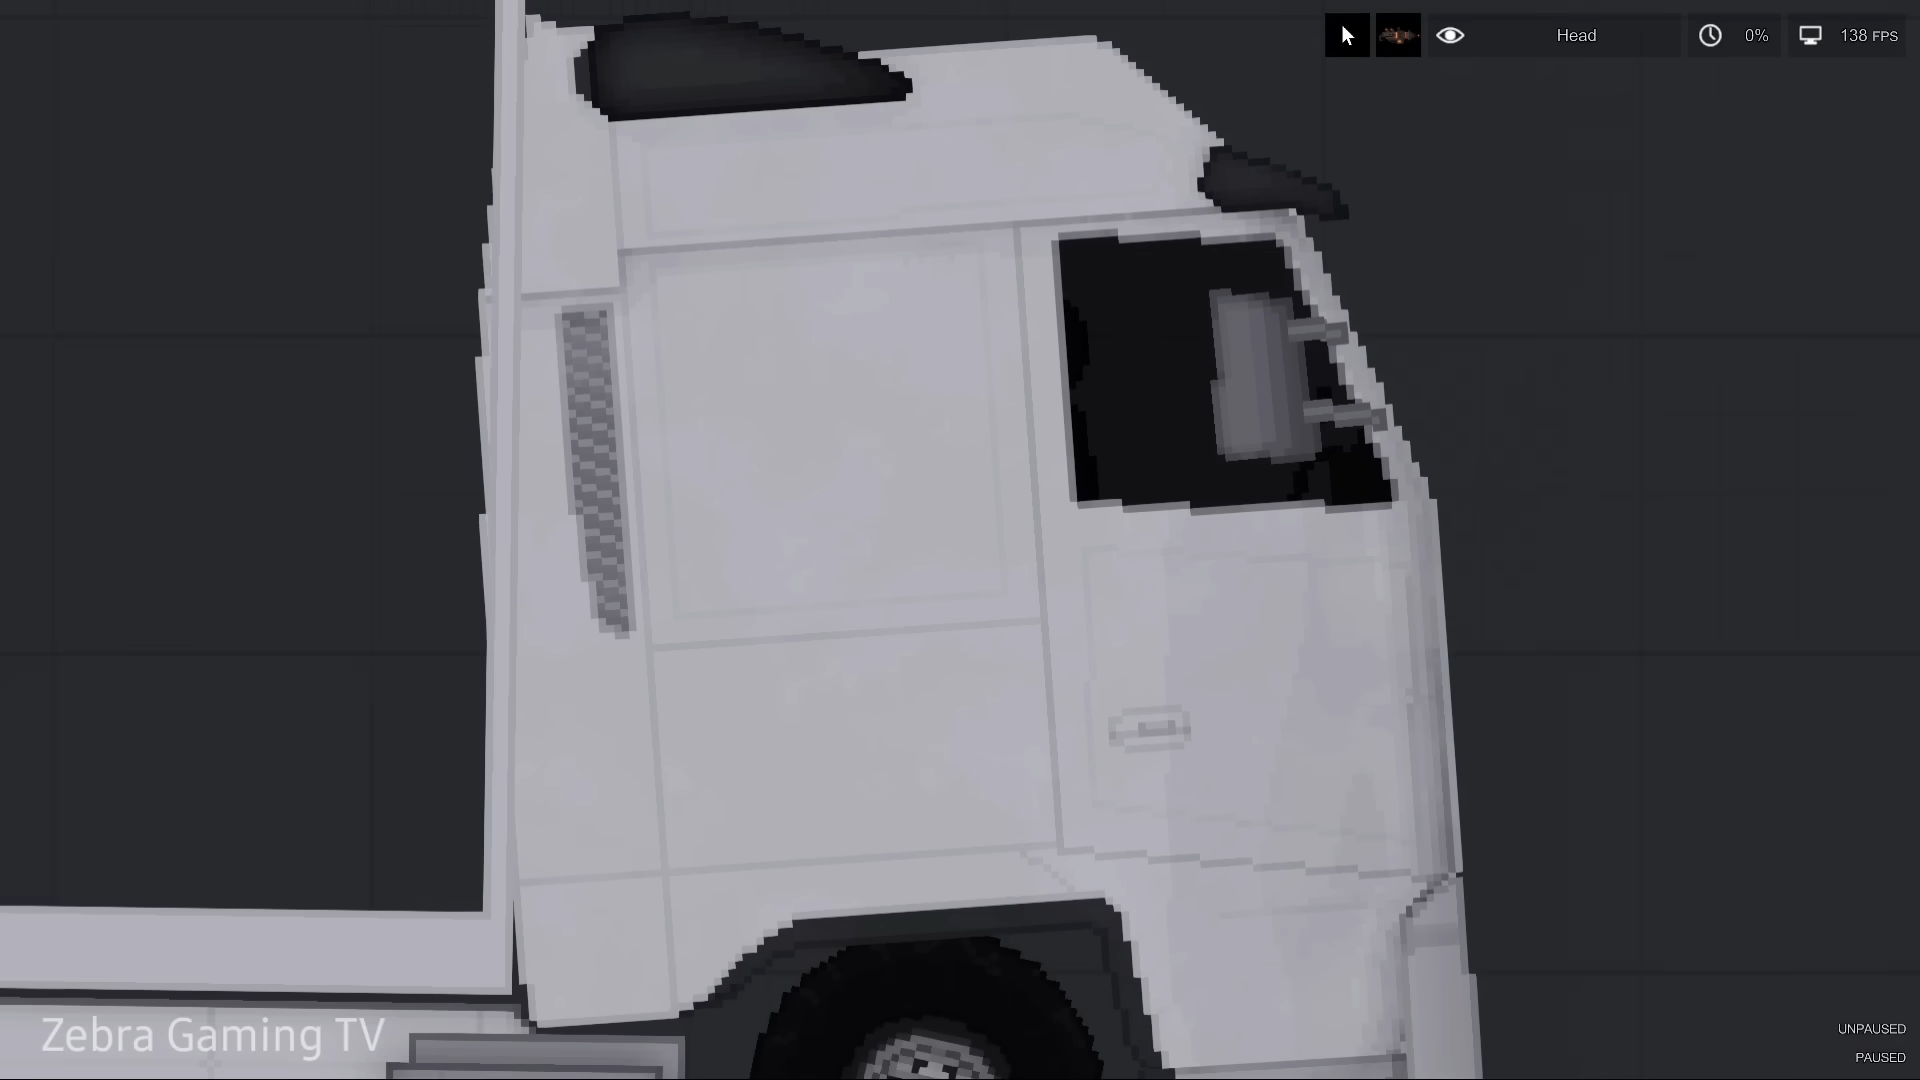 Head
0%
138 FPS
Zebra Gaming TV
UNPAUSED
PAUSED